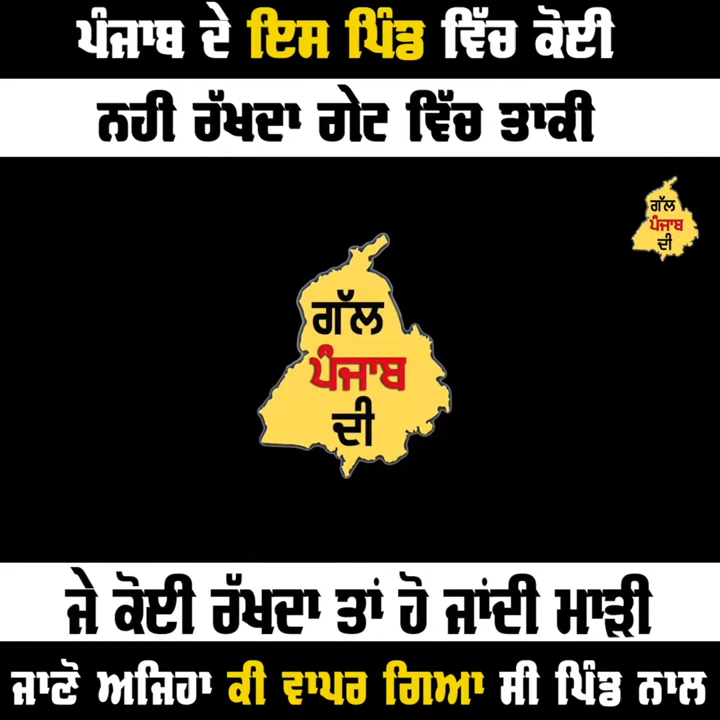 ਪੰਜਾਬ ਦੇ ਇਸ ਪਿੰਡ ਵਿੱਚ ਕੋਈ
ਨਹੀ ਰੱਖਦਾ ਗੇਟ ਵਿੱਚ ਤਾਕੀ
ਗੱਲ
ਪੰਜਾਬ
ਦੀ
ਗੱਲ
ਪੰਜਾਬ
ਦੀ
ਜੇ ਕੋਈ ਰੱਖਦਾ ਤਾਂ ਹੋ ਜਾਂਦੀ ਮਾੜੀ
ਜਾਣੋ ਅਜਿਹਾ ਕੀ ਵਾਪਰ ਗਿਆ ਸੀ ਪਿੰਡ ਨਾਲ